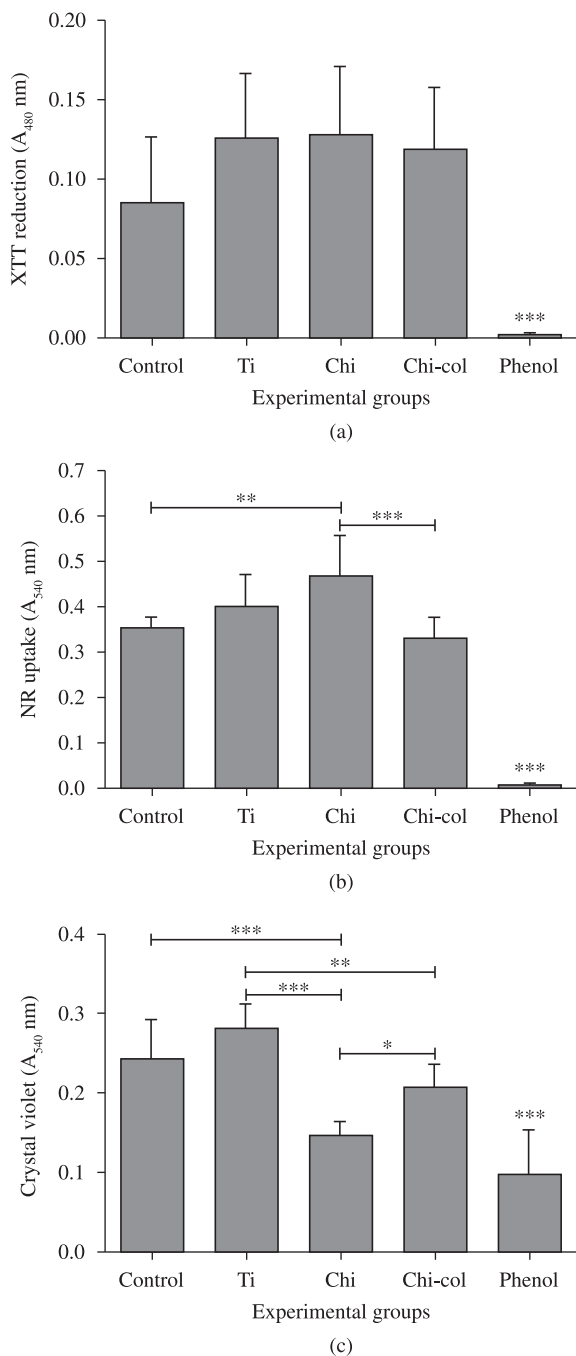 XTT reduction (A480 nm)
0.20
0.15
0.10
0.05
0.00
***
Control Ti Chi Chi-col Phenol
Experimental groups
(a)
NR uptake (A540 nm)
0.7
0.6
0.5
0.4
0.3
0.2
0.1
0.0
**
***
***
Control Ti Chi Chi-col Phenol
Experimental groups
(b)
Crystal violet (A540 nm)
0.4
0.3
0.2
0.1
0.0
***
**
***
*
***
Control Ti Chi Chi-col Phenol
Experimental groups
(c)